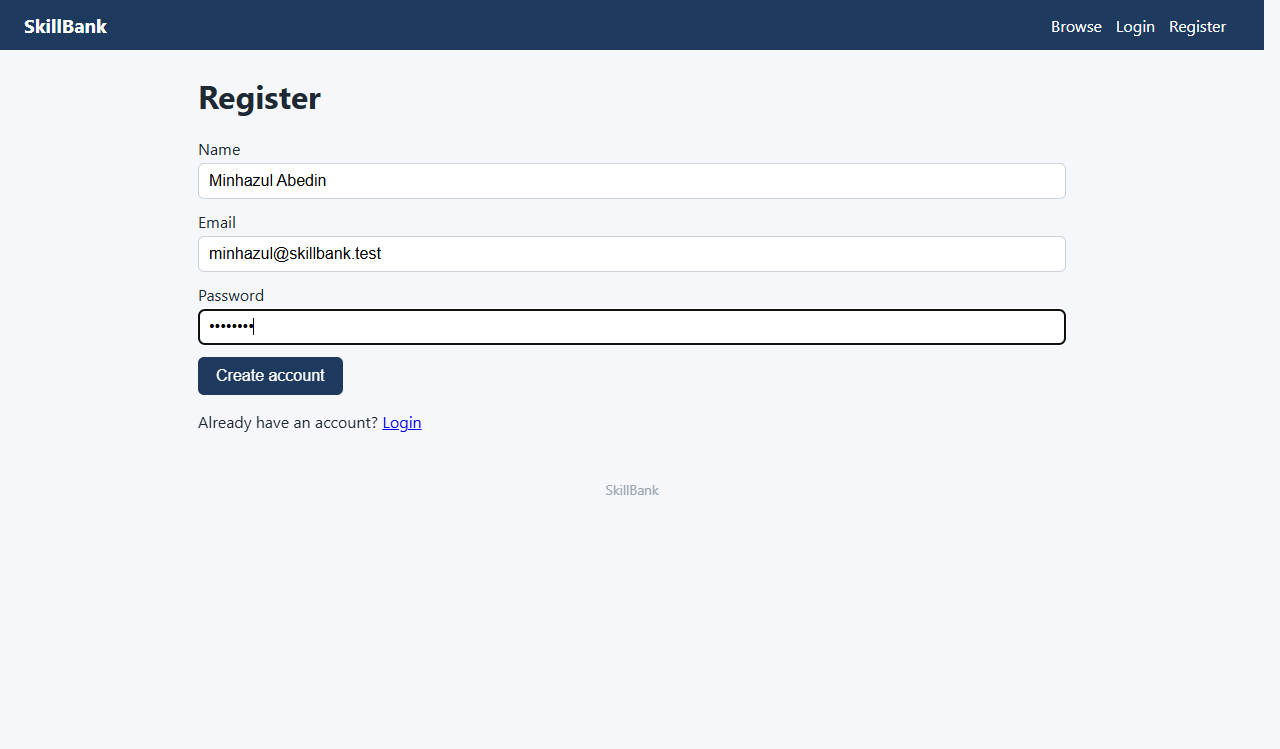 SkillBank
Browse Login Register
Register
Name
Minhazul Abedin
Email
minhazul@skillbank.test
Password
••••••••
Create account
Already have an account? Login
SkillBank